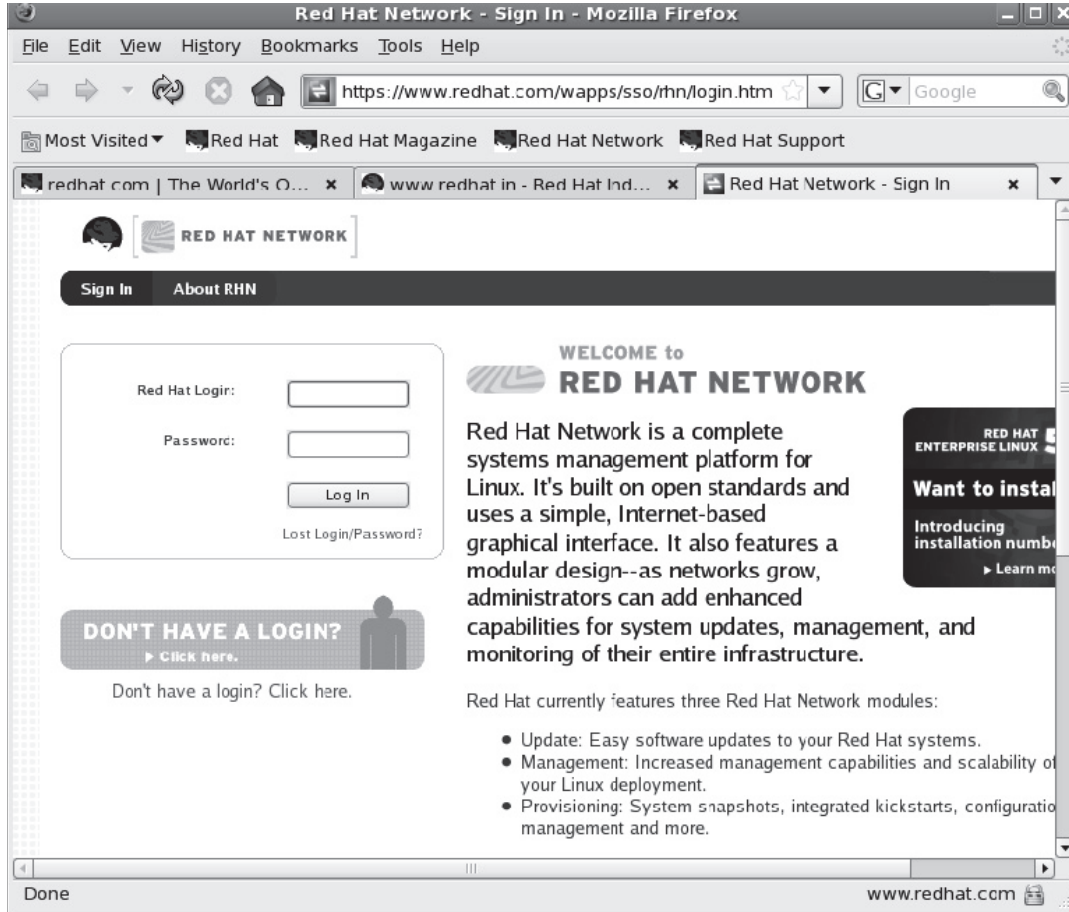 Red Hat Network - Sign In - Mozilla Firefox
File Edit View History Bookmarks Tools Help
https://www.redhat.com/wapps/sso/rhn/login.htm G Google
Most Visited Red Hat Red Hat Magazine Red Hat Network Red Hat Support
redhat.com | The World's O... www.redhat.in - Red Hat Ind... Red Hat Network - Sign In
RED HAT NETWORK
Sign In About RHN
Red Hat Login:
Password:
Log In
Lost Login/Password?
DON'T HAVE A LOGIN?
Click here.
Don't have a login? Click here.
WELCOME to
RED HAT NETWORK
Red Hat Network is a complete
systems management platform for
Linux. It's built on open standards and
uses a simple, Internet-based
graphical interface. It also features a
modular design--as networks grow,
administrators can add enhanced
capabilities for system updates, management, and
monitoring of their entire infrastructure.
RED HAT
ENTERPRISE LINUX 5
Want to instal
Introducing
installation numbe
Learn mo
Red Hat currently features three Red Hat Network modules:
Update: Easy software updates to your Red Hat systems.
Management: Increased management capabilities and scalability of
your Linux deployment.
Provisioning: System snapshots, integrated kickstarts, configuratio
management and more.
Done www.redhat.com